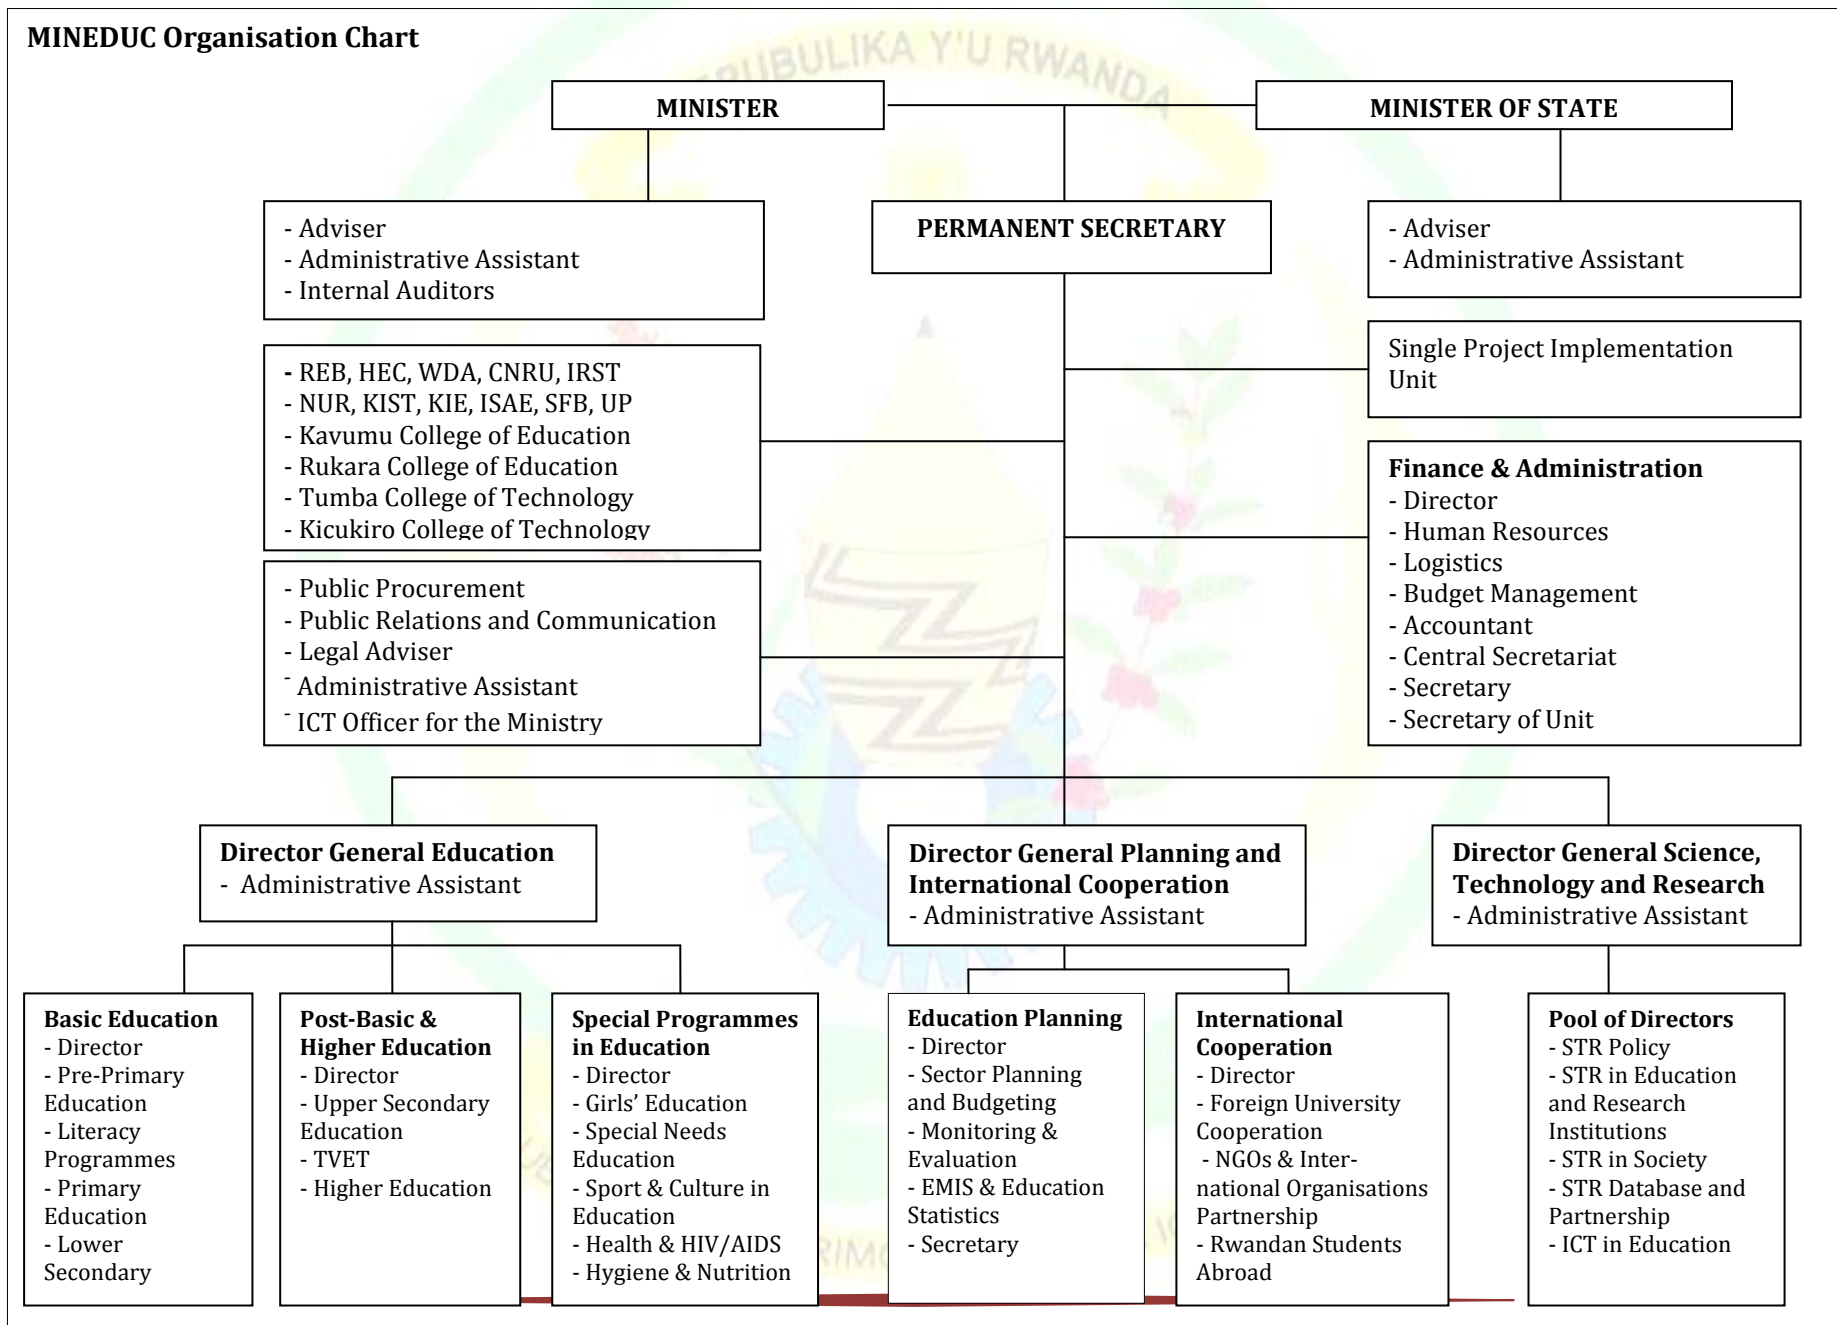 MINEDUC Organisation Chart
REPUBULIKA Y'U RWANDA
MINISTER
MINISTER OF STATE
- Adviser
- Administrative Assistant
- Internal Auditors
PERMANENT SECRETARY
- Adviser
- Administrative Assistant
Single Project Implementation
Unit
- REB, HEC, WDA, CNRU, IRST
- NUR, KIST, KIE, ISAE, SFB, UP
- Kavumu College of Education
- Rukara College of Education
- Tumba College of Technology
- Kicukiro College of Technology
Finance & Administration
- Director
- Human Resources
- Logistics
- Budget Management
- Accountant
- Central Secretariat
- Secretary
- Secretary of Unit
- Public Procurement
- Public Relations and Communication
- Legal Adviser
- Administrative Assistant
- ICT Officer for the Ministry
Director General Education
- Administrative Assistant
Director General Planning and
International Cooperation
- Administrative Assistant
Director General Science,
Technology and Research
- Administrative Assistant
Basic Education
- Director
- Pre-Primary
Education
- Literacy
Programmes
- Primary
Education
- Lower
Secondary
Post-Basic &
Higher Education
- Director
- Upper Secondary
Education
- TVET
- Higher Education
Special Programmes
in Education
- Director
- Girls' Education
- Special Needs
Education
- Sport & Culture in
Education
- Health & HIV/AIDS
- Hygiene & Nutrition
Education Planning
- Director
- Sector Planning
and Budgeting
- Monitoring &
Evaluation
- EMIS & Education
Statistics
- Secretary
International
Cooperation
- Director
- Foreign University
Cooperation
- NGOs & Inter-
national Organisations
Partnership
- Rwandan Students
Abroad
Pool of Directors
- STR Policy
- STR in Education
and Research
Institutions
- STR in Society
- STR Database and
Partnership
- ICT in Education